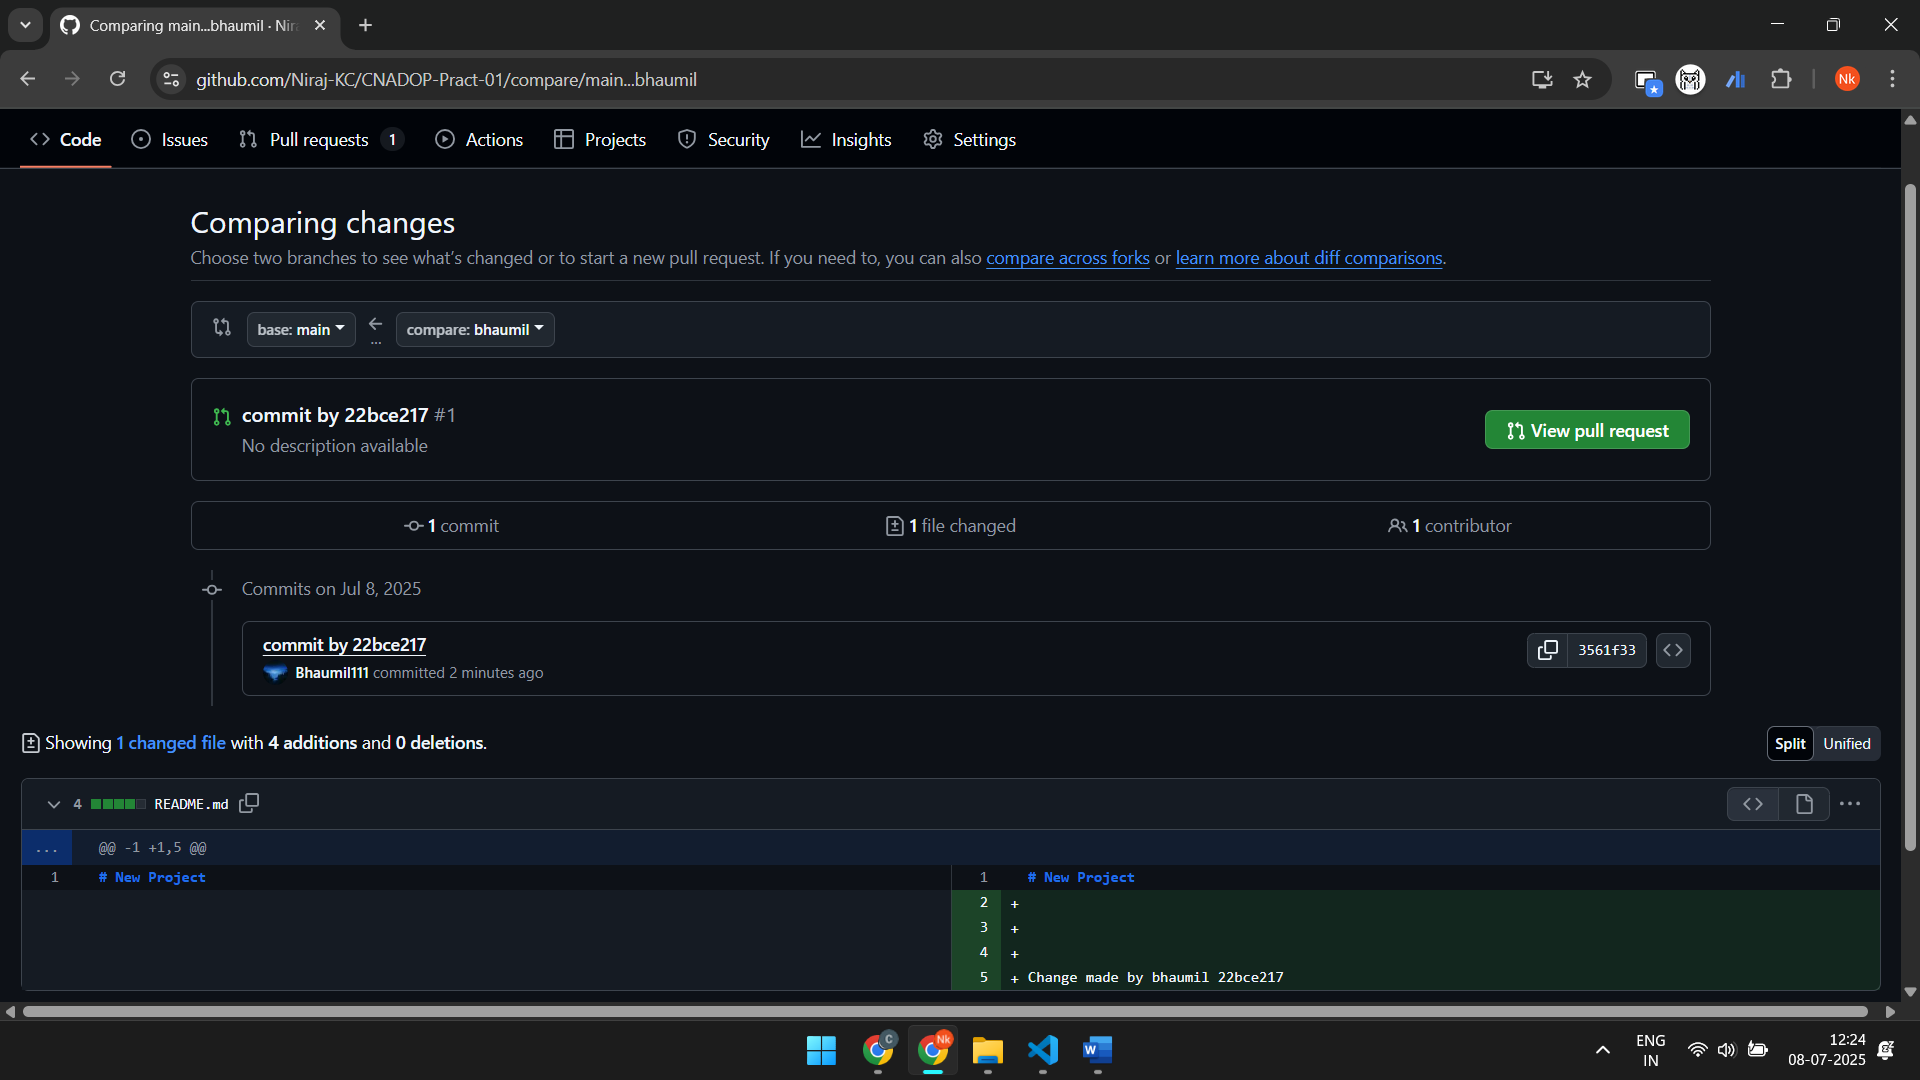 Comparing main...bhaumil · Nir
github.com/Niraj-KC/CNADOP-Pract-01/compare/main...bhaumil
Nk
Code
Issues
Pull requests 1
Actions
Projects
Security
Insights
Settings
Comparing changes
Choose two branches to see what's changed or to start a new pull request. If you need to, you can also compare across forks or learn more about diff comparisons.
base: main
...
compare: bhaumil
commit by 22bce217 #1
No description available
View pull request
1 commit
1 file changed
1 contributor
Commits on Jul 8, 2025
commit by 22bce217
Bhaumil111 committed 2 minutes ago
3561f33
Showing 1 changed file with 4 additions and 0 deletions.
Split
Unified
4 README.md
... @@ -1 +1,5 @@
1 # New Project
1 # New Project
2 +
3 +
4 +
5 + Change made by bhaumil 22bce217
C
Nk
W
ENG
IN
12:24
08-07-2025